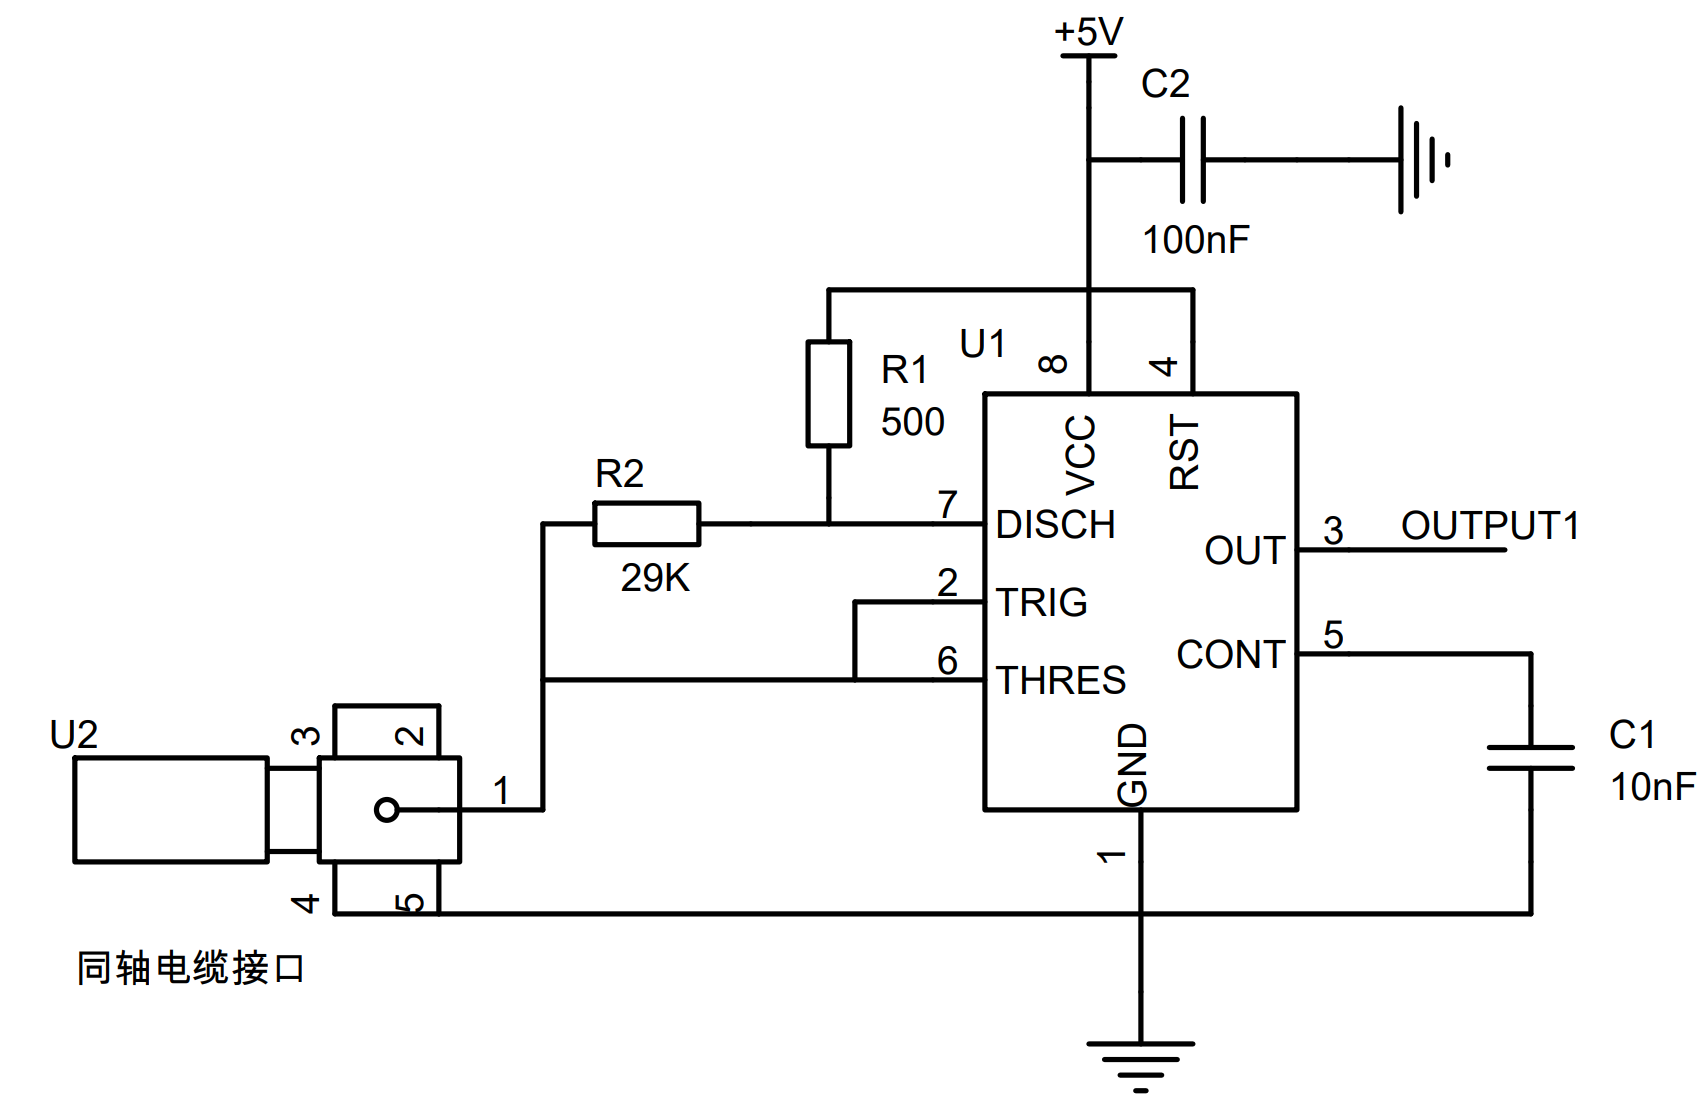 +5V
C2
100nF
U1
8
4
R1
500
VCC
RST
R2
29K
7
DISCH
2
TRIG
6
THRES
OUT
3
OUTPUT1
CONT
5
GND
1
C1
10nF
U2
3
2
1
4
5
同轴电缆接口